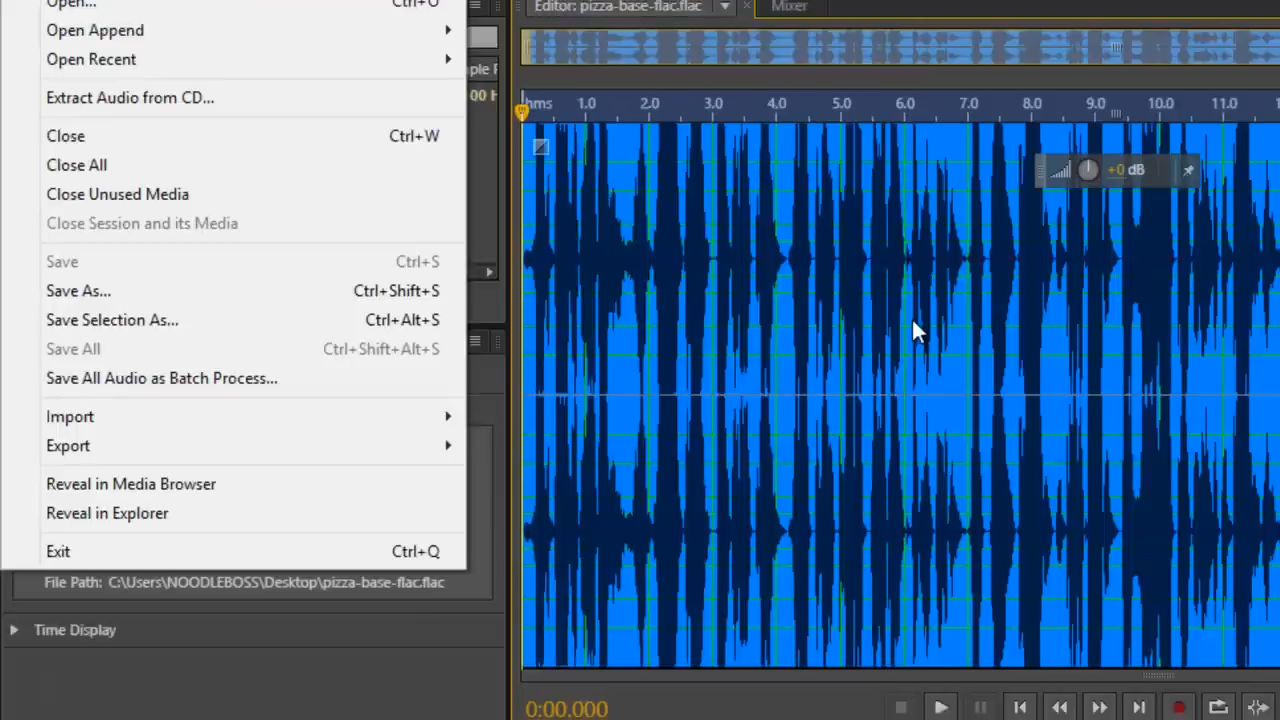 Open... Ctrl+O
Open Append
Open Recent
Extract Audio from CD...
Close Ctrl+W
Close All
Close Unused Media
Close Session and its Media
Save Ctrl+S
Save As... Ctrl+Shift+S
Save Selection As... Ctrl+Alt+S
Save All Ctrl+Shift+Alt+S
Save All Audio as Batch Process...
Import
Export
Reveal in Media Browser
Reveal in Explorer
Exit Ctrl+Q
File Path: C:\Users\NOODLEBOSS\Desktop\pizza-base-flac.flac
Time Display
Editor: pizza-base-flac.flac
Mixer
hms 1.0 2.0 3.0 4.0 5.0 6.0 7.0 8.0 9.0 10.0 11.0
+0 dB
0:00.000